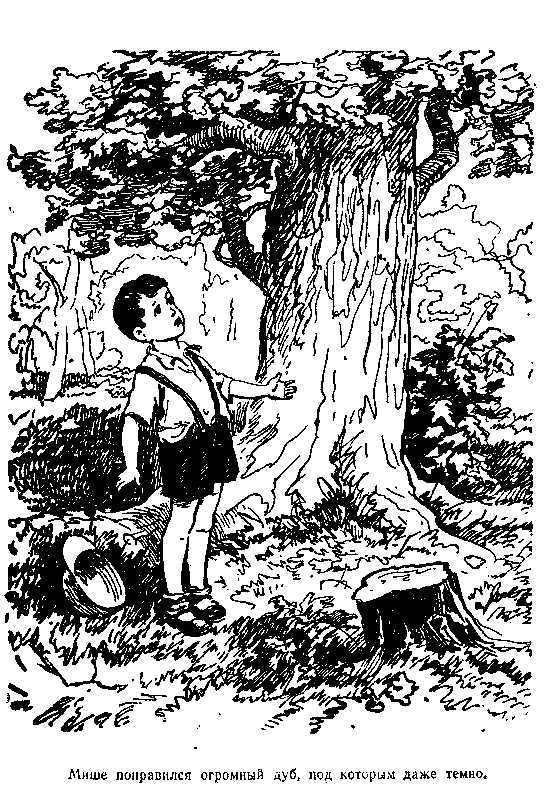 Мише понравился огромный дуб, под которым даже темно.